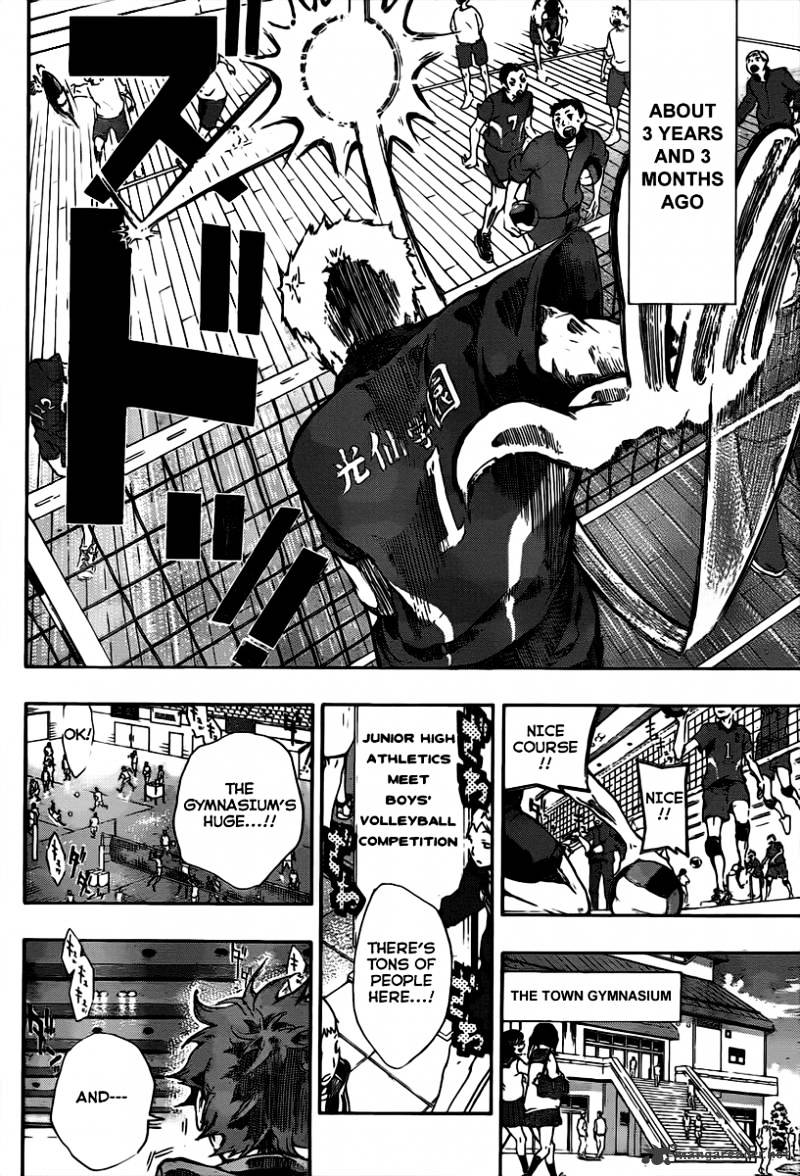 ABOUT
3 YEARS
AND 3
MONTHS
AGO
ズドッ!!
7
光仙学園
1
NICE
COURSE
!!
NICE!!
1
THE TOWN GYMNASIUM
JUNIOR HIGH
ATHLETICS
MEET
BOYS'
VOLLEYBALL
COMPETITION
THERE'S
TONS OF
PEOPLE
HERE...!
OK!
THE
GYMNASIUM'S
HUGE...!!
AND---